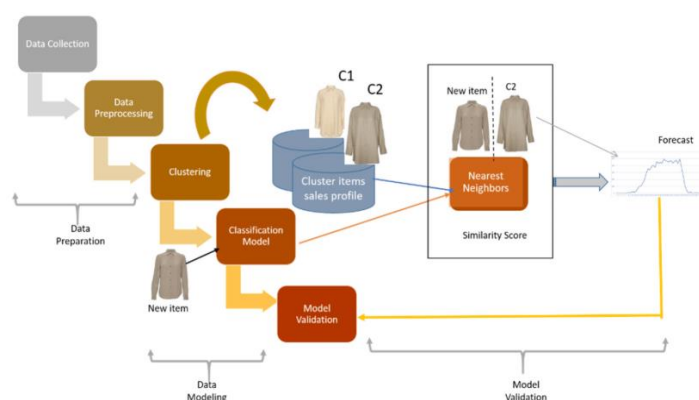 Data Collection
Data
Preprocessing
Clustering
Classification
Model
Model
Validation
C1
C2
Cluster items
sales profile
New item
C2
Nearest
Neighbors
Similarity Score
Forecast
New item
Data
Preparation
Data
Modeling
Model
Validation